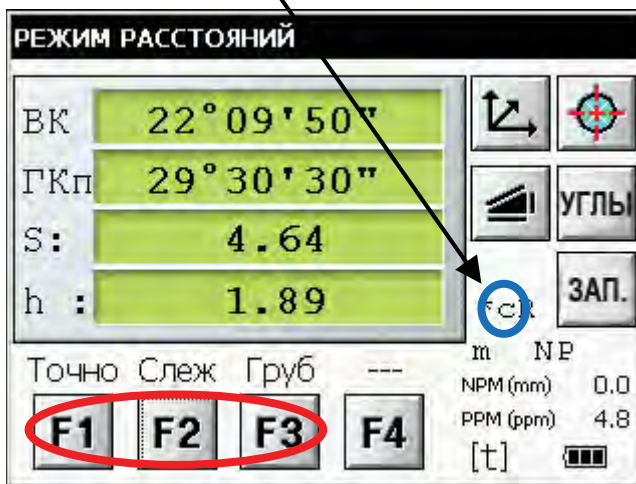 РЕЖИМ РАССТОЯНИЙ
ВК 22°09'50"
ГКп 29°30'30"
S: 4.64
h : 1.89
УГЛЫ
ЗАП.
*cR
m NP
NPM (mm) 0.0
PPM (ppm) 4.8
[t]
Точно Слеж Груб ---
F1 F2 F3 F4